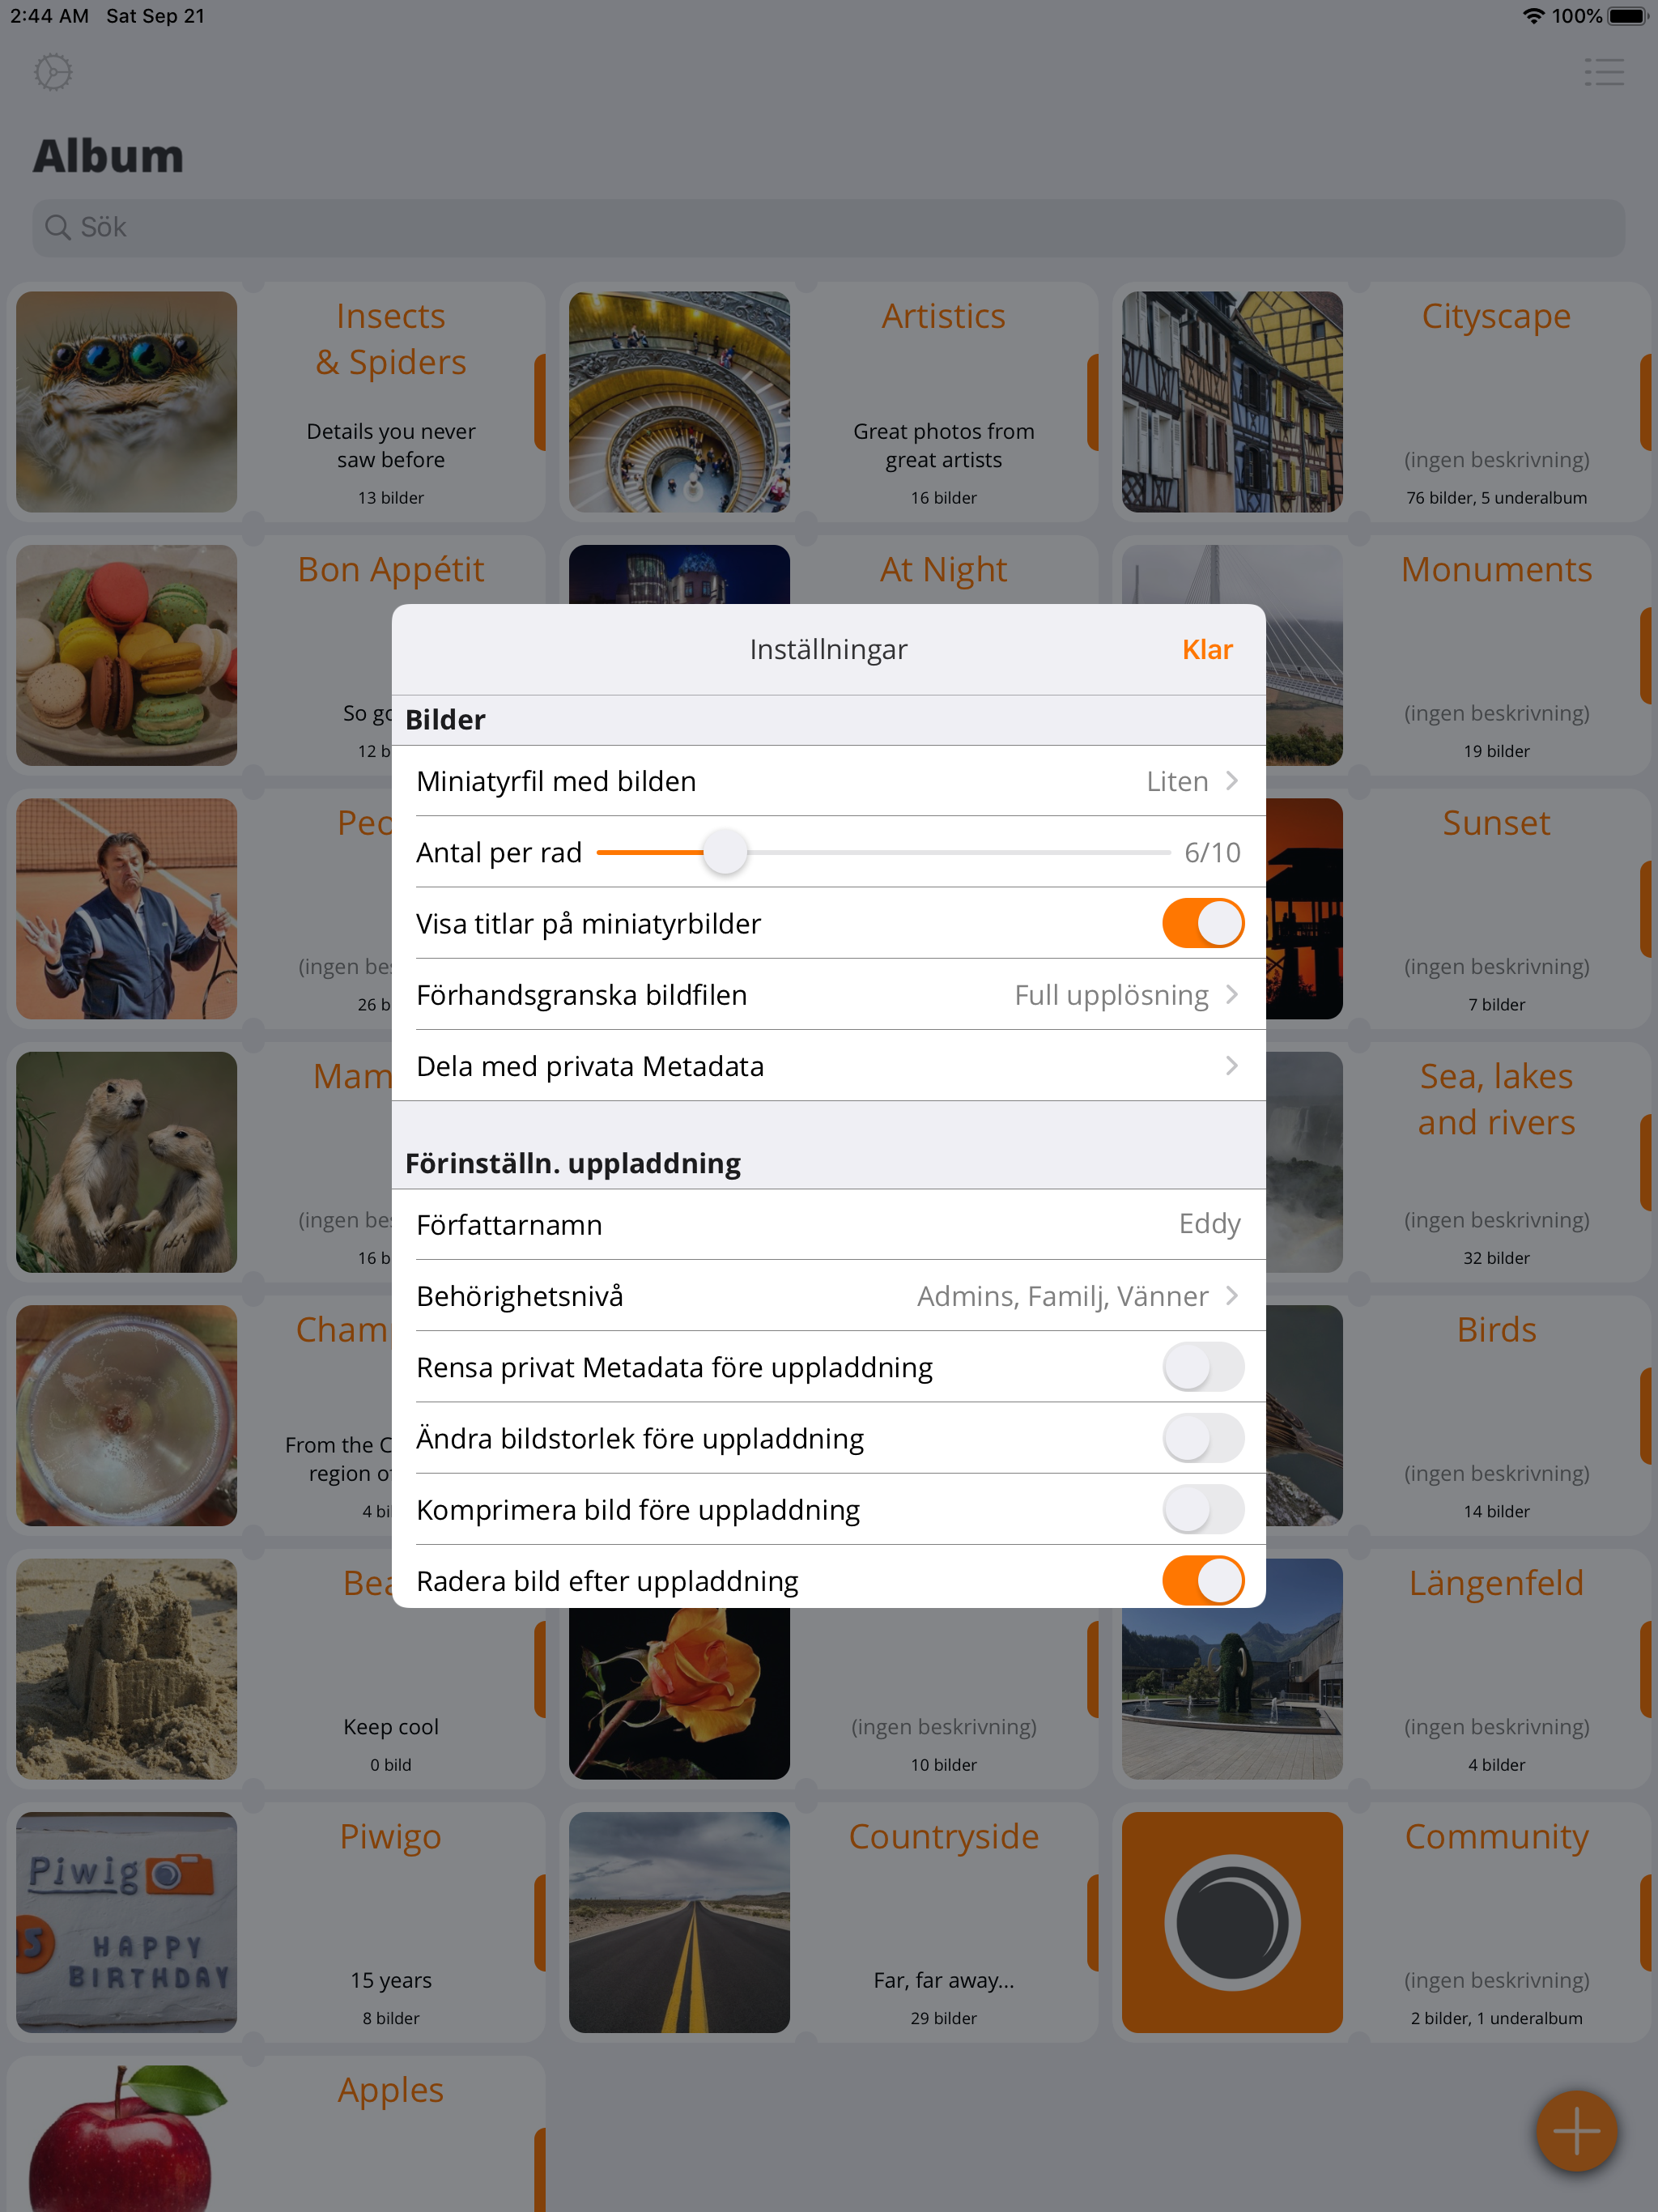 2:44 AM Sat Sep 21
100%
Album
Sök
Insects
& Spiders
Details you never
saw before
13 bilder
Artistics
Great photos from
great artists
16 bilder
Cityscape
(ingen beskrivning)
76 bilder, 5 underalbum
Bon Appétit
So go
12 b
At Night
Monuments
(ingen beskrivning)
19 bilder
Inställningar
Klar
Bilder
Miniatyrfil med bilden
Liten
Antal per rad
6/10
Visa titlar på miniatyrbilder
Förhandsgranska bildfilen
Full upplösning
Dela med privata Metadata
Förinställn. uppladdning
Författarnamn
Eddy
Behörighetsnivå
Admins, Familj, Vänner
Rensa privat Metadata före uppladdning
Ändra bildstorlek före uppladdning
Komprimera bild före uppladdning
Radera bild efter uppladdning
Peo
(ingen bes
26 b
Sunset
(ingen beskrivning)
7 bilder
Mam
(ingen bes
16 b
Sea, lakes
and rivers
(ingen beskrivning)
32 bilder
Cham
From the C
region of
4 bil
Birds
(ingen beskrivning)
14 bilder
Bea
Keep cool
0 bild
(ingen beskrivning)
10 bilder
Längenfeld
(ingen beskrivning)
4 bilder
Piwig
15
HAPPY
BIRTHDAY
Piwigo
15 years
8 bilder
Countryside
Far, far away...
29 bilder
Community
(ingen beskrivning)
2 bilder, 1 underalbum
Apples